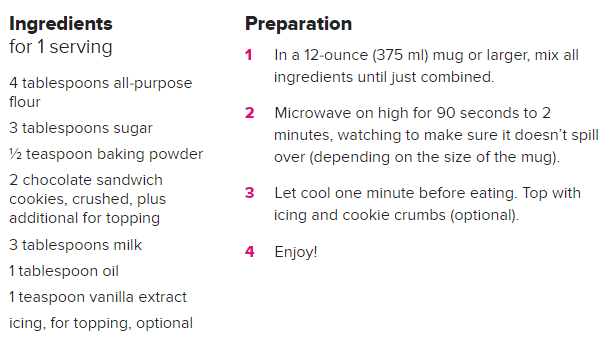 Ingredients
for 1 serving
4 tablespoons all-purpose
flour
3 tablespoons sugar
½ teaspoon baking powder
2 chocolate sandwich
cookies, crushed, plus
additional for topping
3 tablespoons milk
1 tablespoon oil
1 teaspoon vanilla extract
icing, for topping, optional
Preparation
1 In a 12-ounce (375 ml) mug or larger, mix all
ingredients until just combined.
2 Microwave on high for 90 seconds to 2
minutes, watching to make sure it doesn't spill
over (depending on the size of the mug).
3 Let cool one minute before eating. Top with
icing and cookie crumbs (optional).
4 Enjoy!